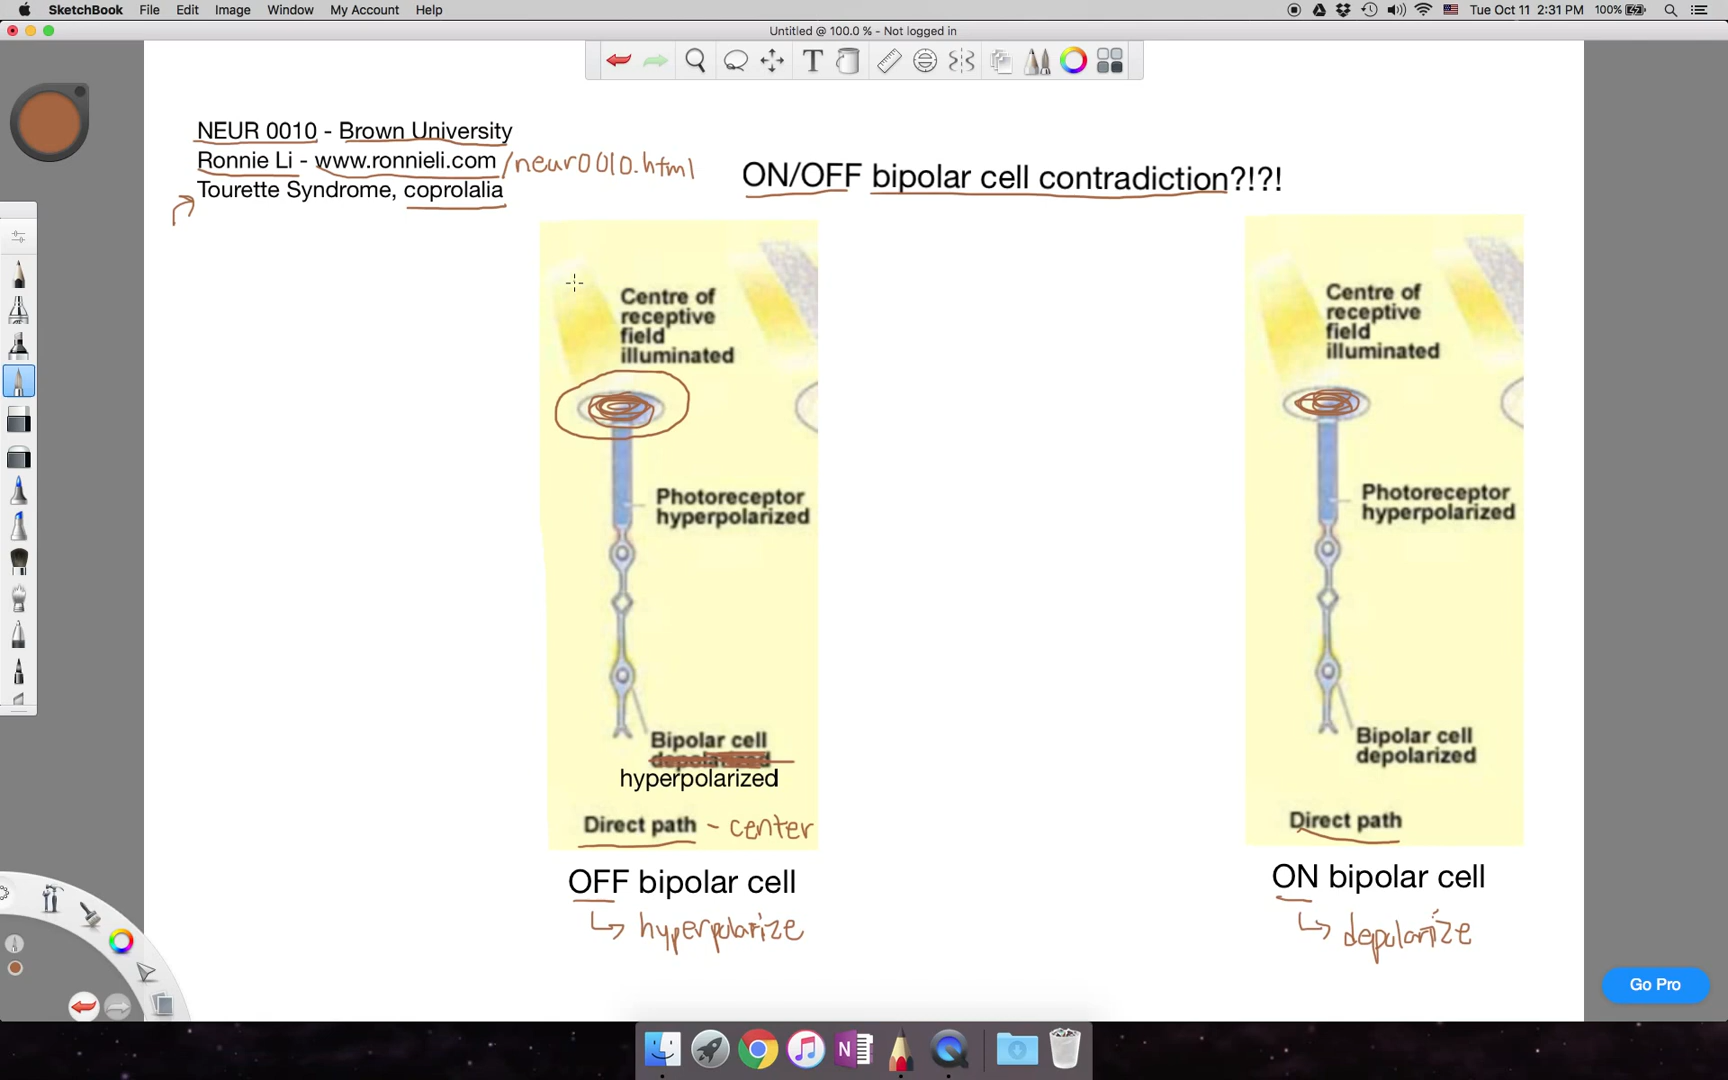 SketchBook File Edit Image Window My Account Help
Tue Oct 11 2:31 PM 100%
Untitled @ 100.0 % - Not logged in
NEUR 0010 - Brown University
Ronnie Li - www.ronnieli.com /neur0010.html
Tourette Syndrome, coprolalia
ON/OFF bipolar cell contradiction?!?!
Centre of
receptive
field
illuminated
Photoreceptor
hyperpolarized
Bipolar cell
depolarized
hyperpolarized
Direct path - center
OFF bipolar cell
hyperpolarize
Centre of
receptive
field
illuminated
Photoreceptor
hyperpolarized
Bipolar cell
depolarized
Direct path
ON bipolar cell
depolarize
Go Pro